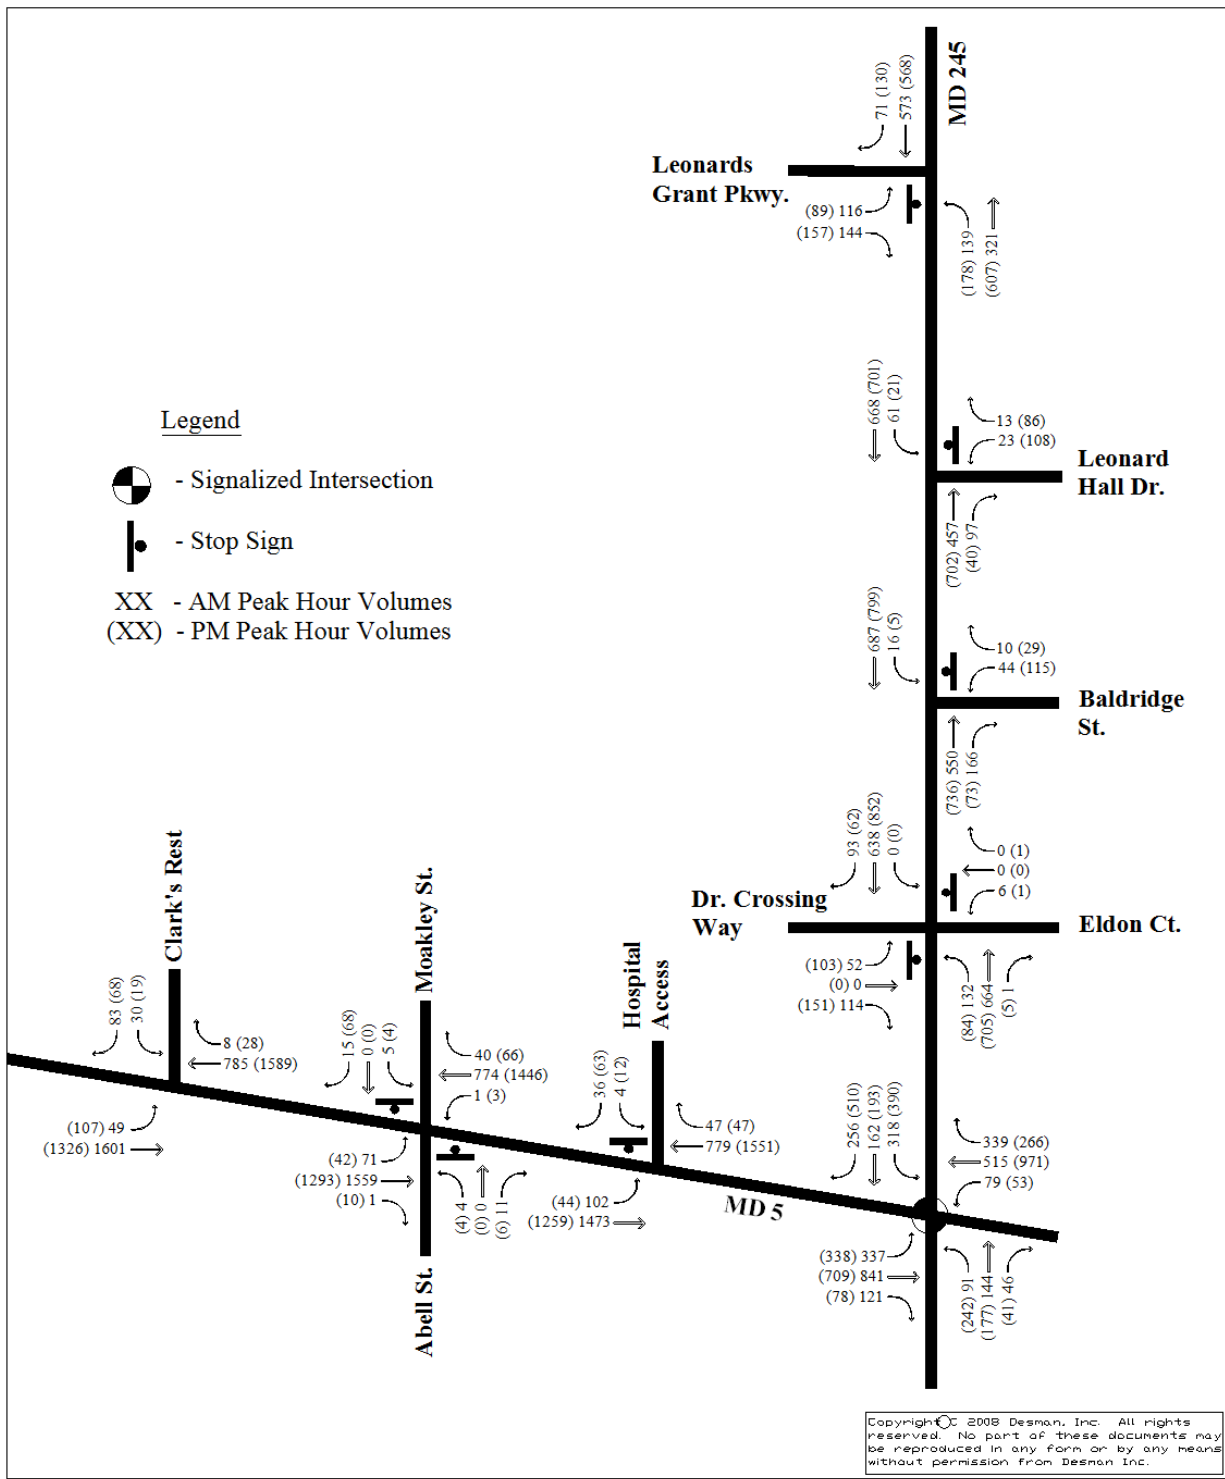 MD 245
71 (130)
573 (568)
Leonards
Grant Pkwy.
(89) 116
(157) 144
(178) 139
(607) 321
668 (701)
61 (21)
13 (86)
23 (108)
Leonard
Hall Dr.
(702) 457
(40) 97
Legend
- Signalized Intersection
- Stop Sign
XX - AM Peak Hour Volumes
(XX) - PM Peak Hour Volumes
687 (799)
16 (5)
10 (29)
44 (115)
Baldridge
St.
(736) 550
(73) 166
93 (62)
638 (852)
0 (0)
0 (1)
0 (0)
6 (1)
Dr. Crossing
Way
Eldon Ct.
(103) 52
(0) 0
(151) 114
(84) 132
(705) 664
(5) 1
Clark's Rest
83 (68)
30 (19)
8 (28)
785 (1589)
(107) 49
(1326) 1601
Moakley St.
15 (68)
0 (0)
5 (4)
40 (66)
774 (1446)
1 (3)
(42) 71
(1293) 1559
(10) 1
(4) 4
(0) 0
(6) 11
Abell St.
Hospital
Access
36 (63)
4 (12)
47 (47)
779 (1551)
(44) 102
(1259) 1473
MD 5
256 (510)
162 (193)
318 (390)
339 (266)
515 (971)
79 (53)
(338) 337
(709) 841
(78) 121
(242) 91
(177) 144
(41) 46
Copyright C 2008 Desman, Inc. All rights
reserved. No part of these documents may
be reproduced in any form or by any means
without permission from Desman Inc.